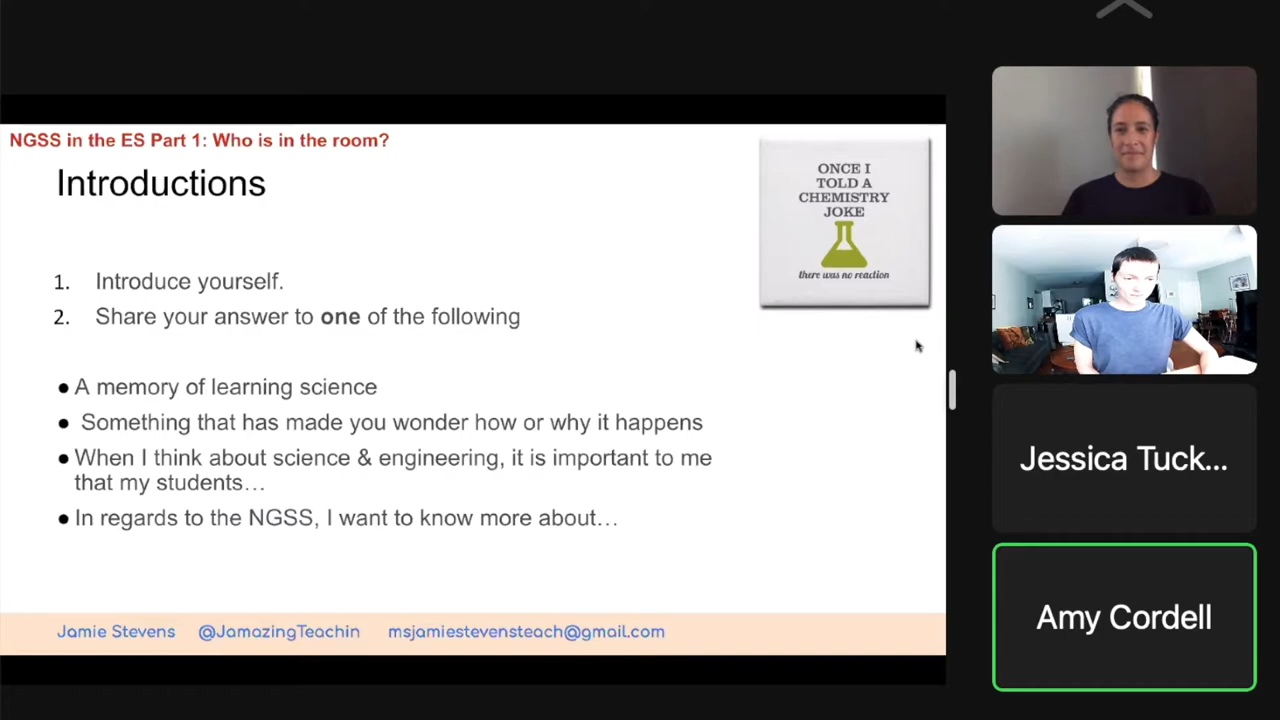 NGSS in the ES Part 1: Who is in the room?
Introductions
ONCE I
TOLD A
CHEMISTRY
JOKE
there was no reaction
1. Introduce yourself.
2. Share your answer to one of the following
● A memory of learning science
● Something that has made you wonder how or why it happens
● When I think about science & engineering, it is important to me
that my students…
● In regards to the NGSS, I want to know more about…
Jamie Stevens @JamazingTeachin msjamiestevensteach@gmail.com
Jessica Tuck...
Amy Cordell